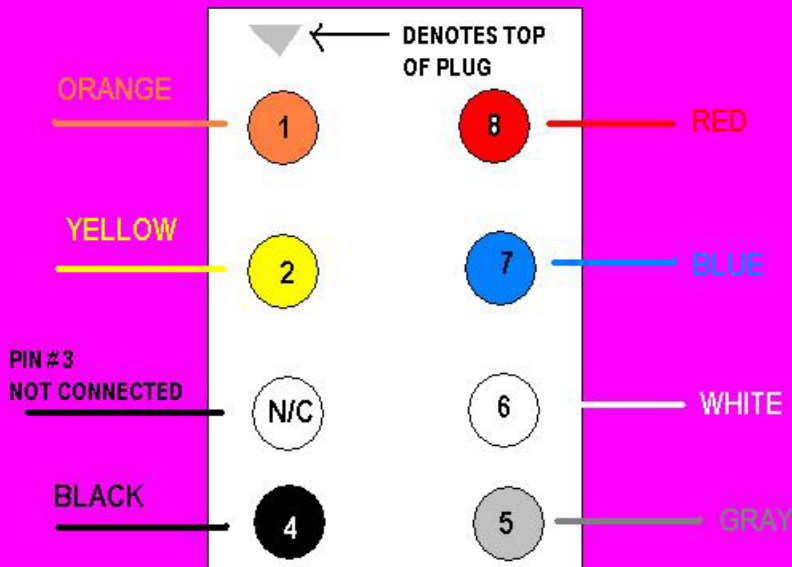 DENOTES TOP
OF PLUG
ORANGE
1
8
RED
YELLOW
2
7
BLUE
PIN #3
NOT CONNECTED
N/C
6
WHITE
BLACK
4
5
GRAY